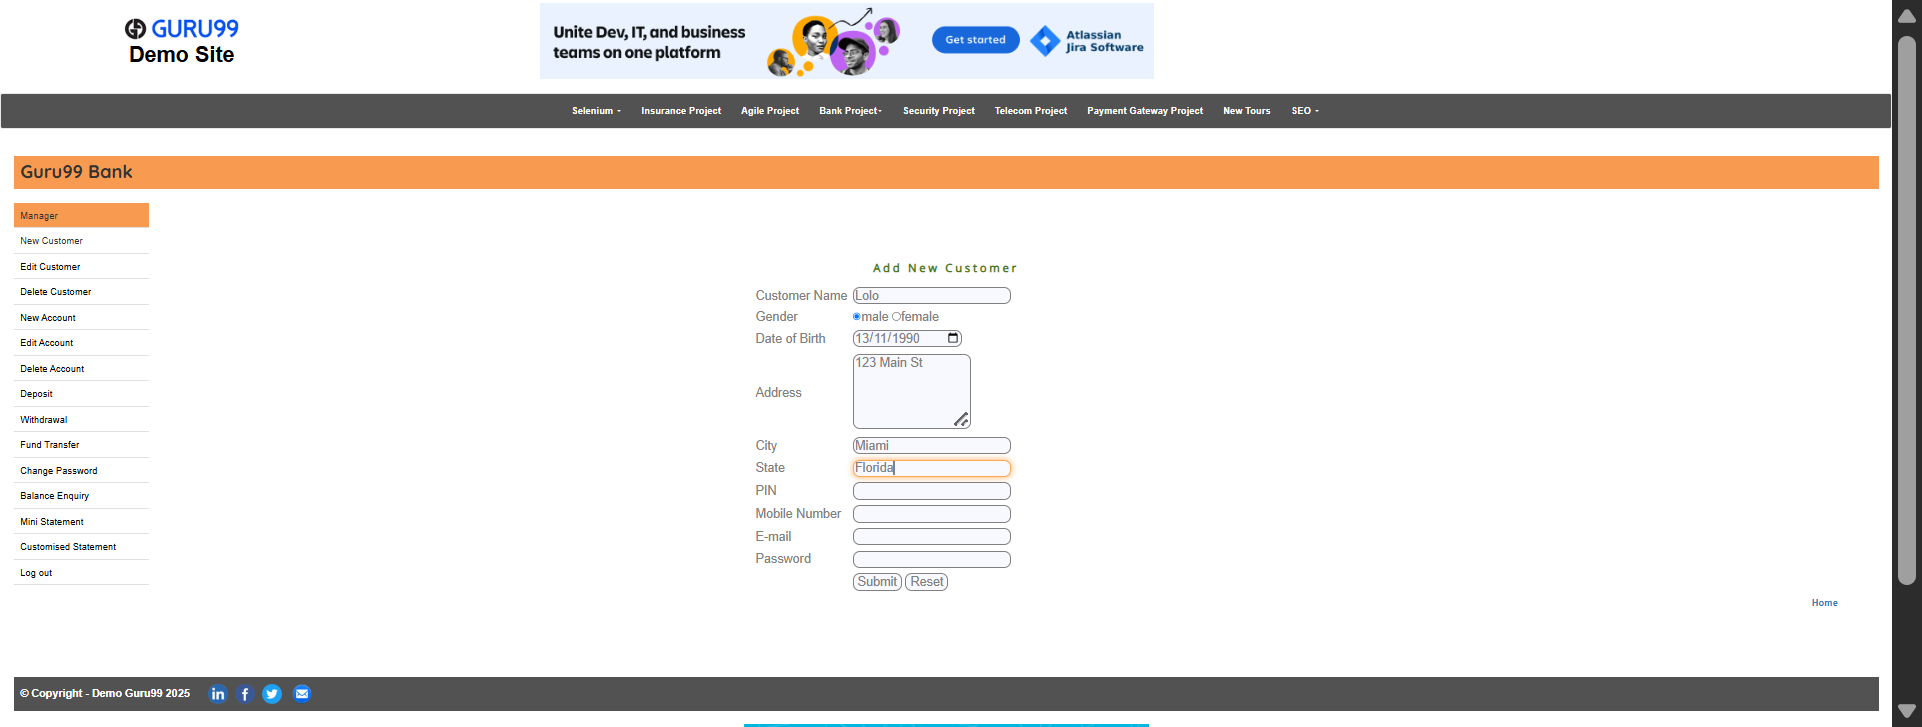 GURU99
Demo Site
Unite Dev, IT, and business
teams on one platform
Get started
Atlassian
Jira Software
Selenium Insurance Project Agile Project Bank Project Security Project Telecom Project Payment Gateway Project New Tours SEO
Guru99 Bank
Manager
New Customer
Edit Customer
Delete Customer
New Account
Edit Account
Delete Account
Deposit
Withdrawal
Fund Transfer
Change Password
Balance Enquiry
Mini Statement
Customised Statement
Log out
Add New Customer
Customer Name Lolo
Gender male female
Date of Birth 13/11/1990
Address 123 Main St
City Miami
State Florida
PIN
Mobile Number
E-mail
Password
Submit Reset
Home
© Copyright - Demo Guru99 2025